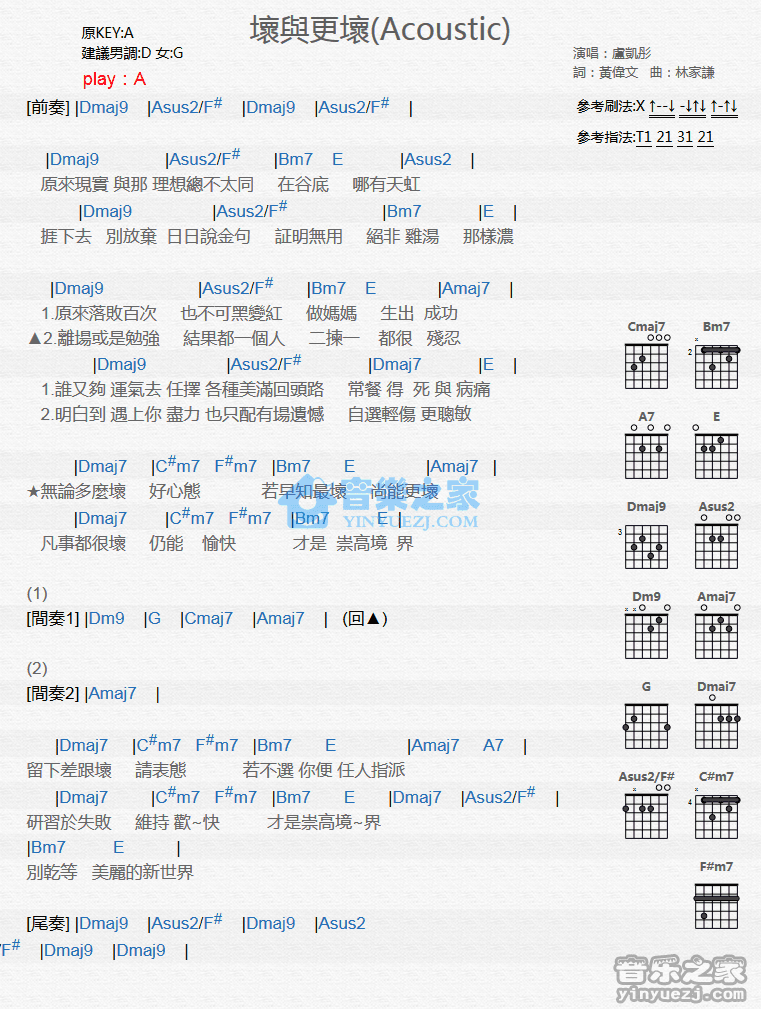 壞與更壞(Acoustic)
原KEY:A
建議男調:D 女:G
play：A
演唱：盧凱彤
詞：黃偉文　曲：林家謙
參考刷法:X ↑--↓ -↓↑↓ ↑-↑↓
參考指法:T1 21 31 21
[前奏] |Dmaj9 |Asus2/F# |Dmaj9 |Asus2/F# |
|Dmaj9 |Asus2/F# |Bm7 E |Asus2 |
原來現實 與那 理想總不太同 在谷底 哪有天虹
|Dmaj9 |Asus2/F# |Bm7 |E |
捱下去 別放棄 日日說金句 証明無用 絕非 雞湯 那樣濃
|Dmaj9 |Asus2/F# |Bm7 E |Amaj7 |
1.原來落敗百次 也不可黑變紅 做媽媽 生出 成功
▲2.離場或是勉強 結果都一個人 二揀一 都很 殘忍
|Dmaj9 |Asus2/F# |Dmaj7 |E |
1.誰又夠 運氣去 任擇 各種美滿回頭路 常餐 得 死 與 病痛
2.明白到 遇上你 盡力 也只配有場遺憾 自選輕傷 更聰敏
|Dmaj7 |C#m7 F#m7 |Bm7 E |Amaj7 |
★無論多麼壞 好心態 若早知最壞 尚能更壞
|Dmaj7 |C#m7 F#m7 |Bm7 E |
凡事都很壞 仍能 愉快 才是 崇高境 界
(1)
[間奏1] |Dm9 |G |Cmaj7 |Amaj7 | (回▲)
(2)
[間奏2] |Amaj7 |
|Dmaj7 |C#m7 F#m7 |Bm7 E |Amaj7 A7 |
留下差跟壞 請表態 若不選 你便 任人指派
|Dmaj7 |C#m7 F#m7 |Bm7 E |Dmaj7 |Asus2/F# |
研習於失敗 維持 歡~快 才是崇高境~界
|Bm7 E |
別乾等 美麗的新世界
[尾奏] |Dmaj9 |Asus2/F# |Dmaj9 |Asus2
/F# |Dmaj9 |Dmaj9 |
Cmaj7 Bm7
2
A7 E
Dmaj9 Asus2
3
Dm9 Amaj7
G Dmaj7
Asus2/F# C#m7
4
F#m7
音樂之家
YINYUEZJ.COM
音乐之家
yinyuezj.com